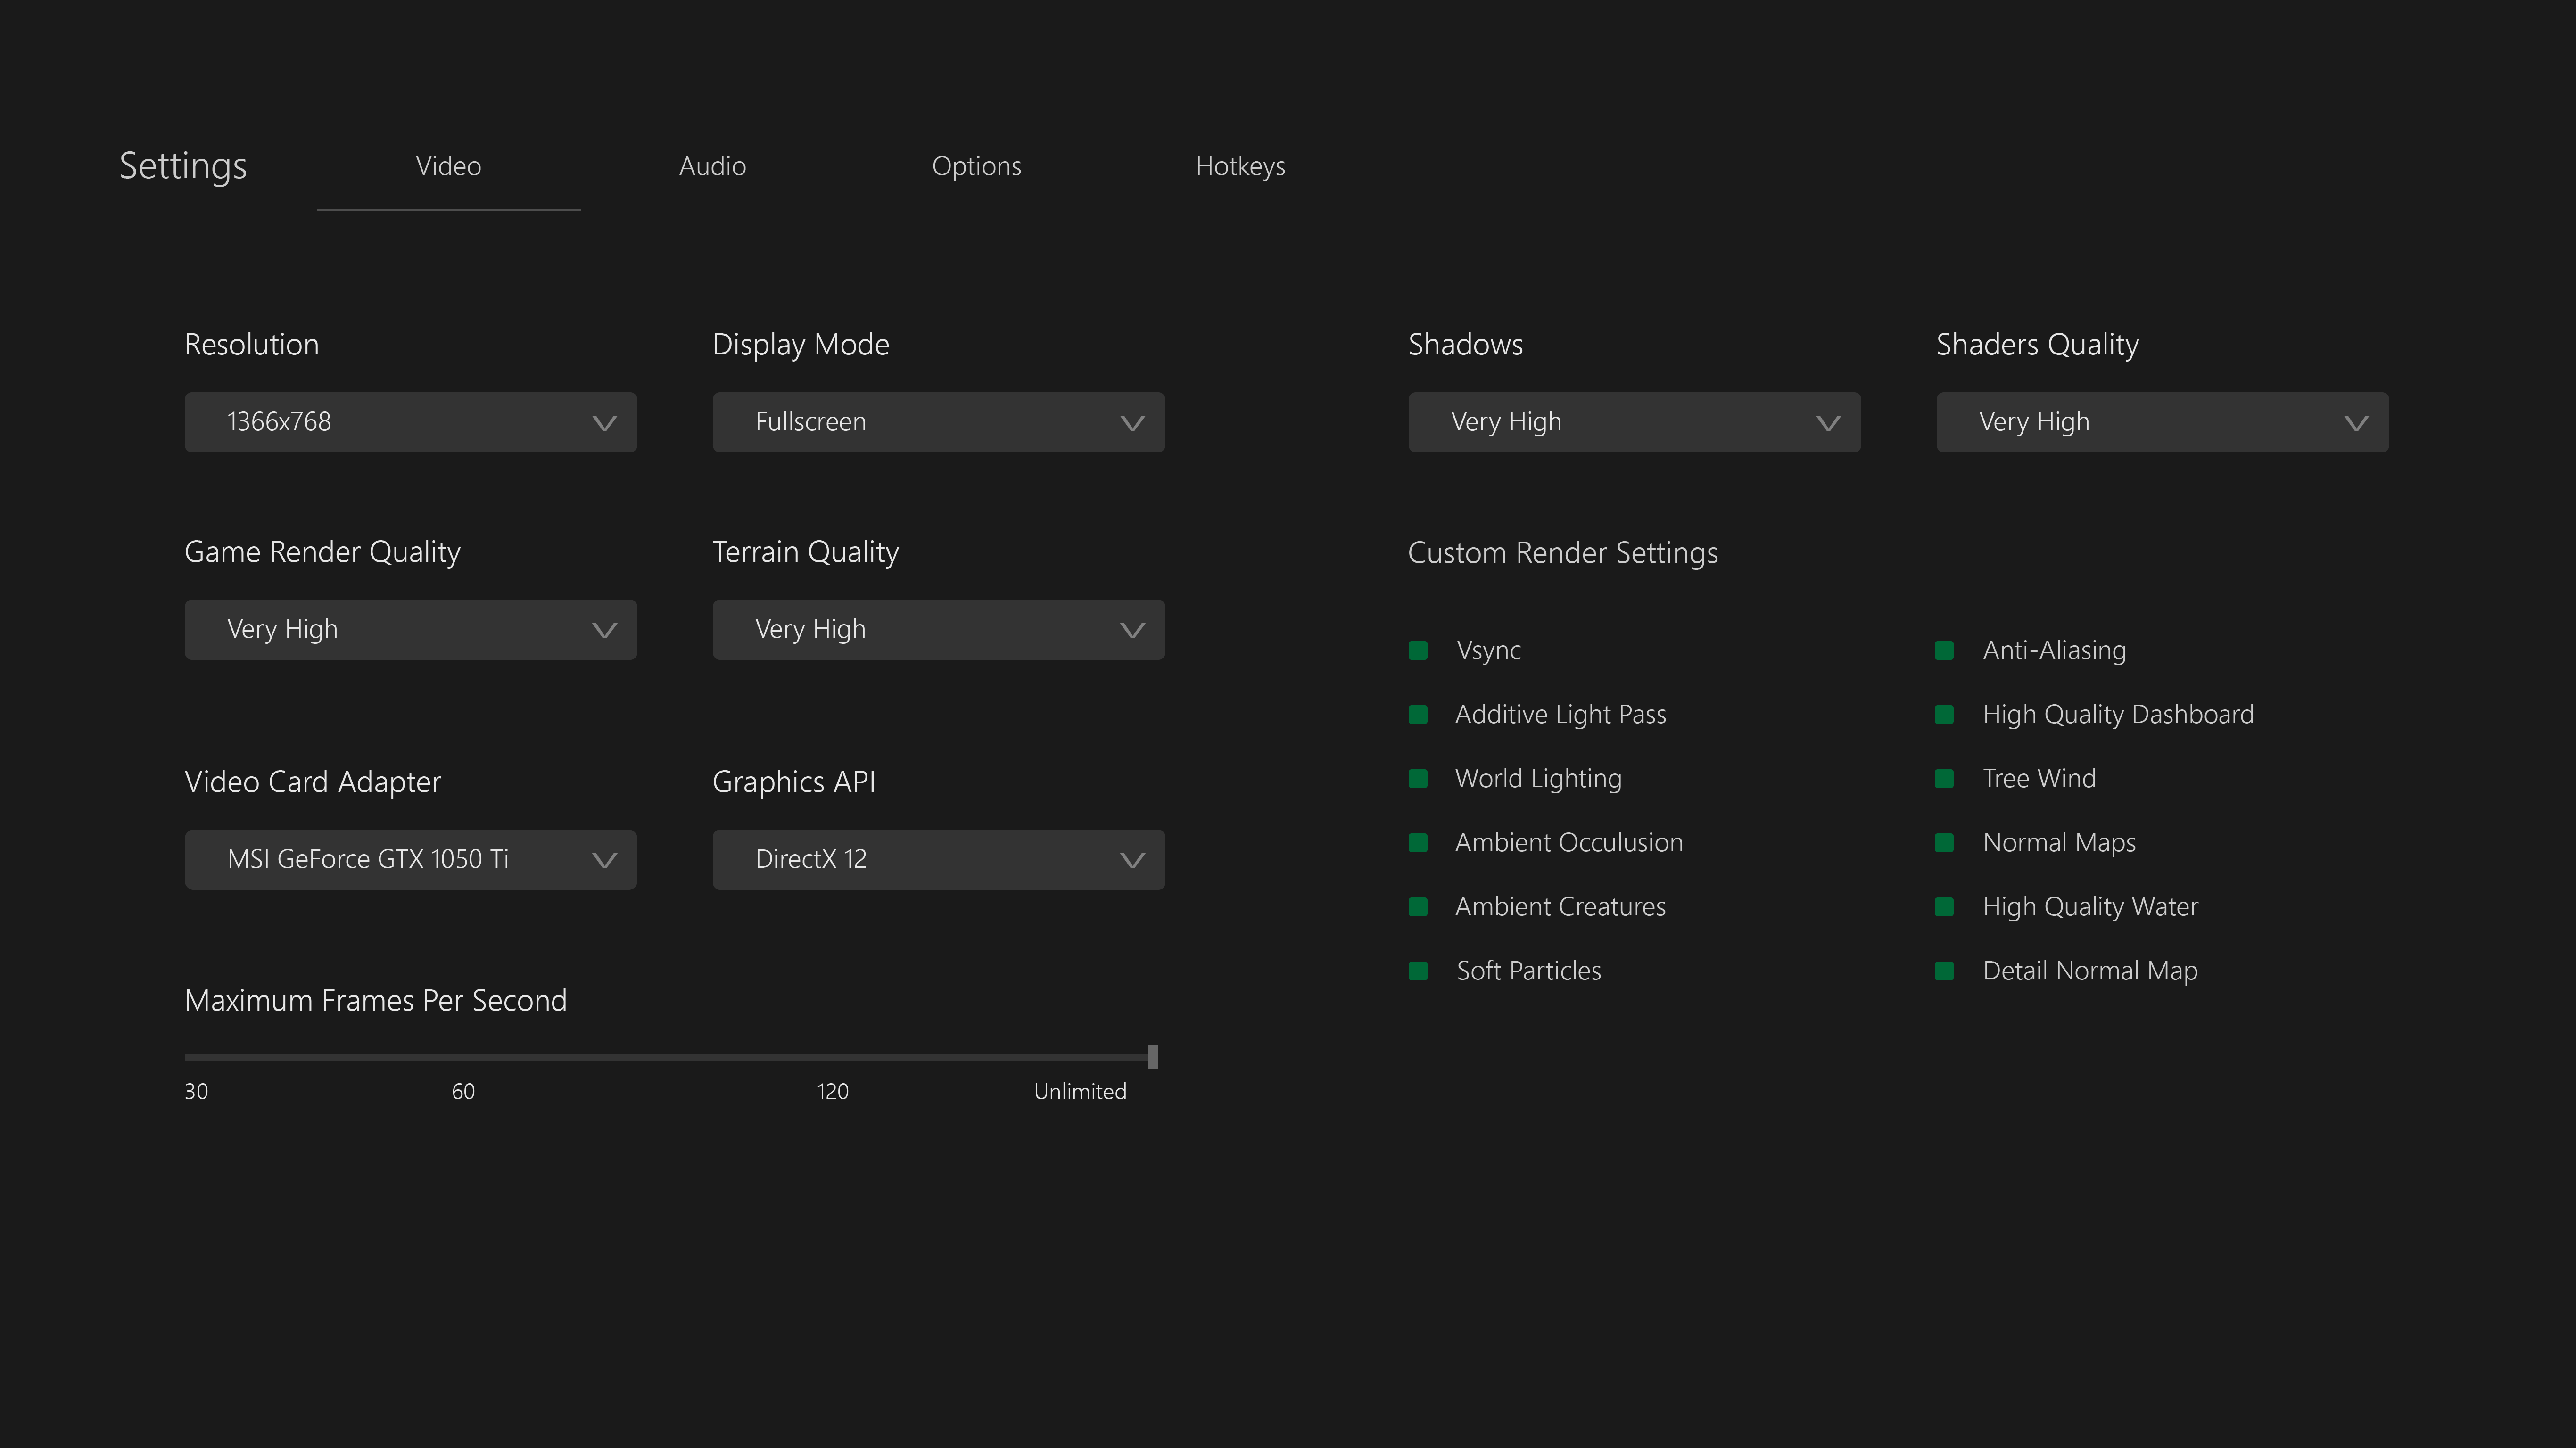 Settings
Video
Audio
Options
Hotkeys
Resolution
1366x768
Display Mode
Fullscreen
Game Render Quality
Very High
Terrain Quality
Very High
Video Card Adapter
MSI GeForce GTX 1050 Ti
Graphics API
DirectX 12
Maximum Frames Per Second
30
60
120
Unlimited
Shadows
Very High
Shaders Quality
Very High
Custom Render Settings
Vsync
Additive Light Pass
World Lighting
Ambient Occulusion
Ambient Creatures
Soft Particles
Anti-Aliasing
High Quality Dashboard
Tree Wind
Normal Maps
High Quality Water
Detail Normal Map